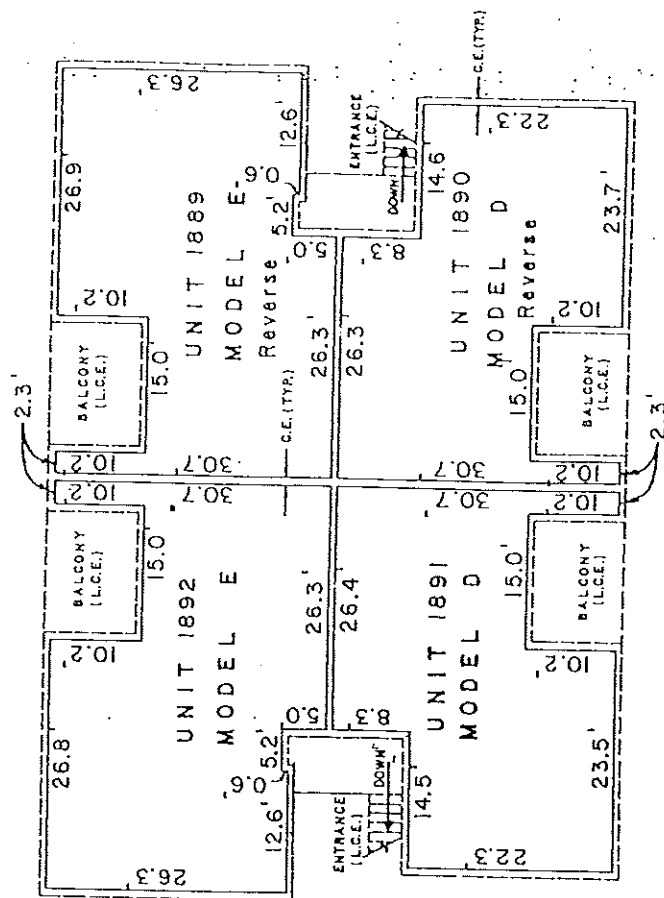 26.3'
26.9
12.6'
0.6'
5.2'
5.0'
UNIT 1889
MODEL E-
Reverse
10.2'
15.0'
BALCONY
(L.C.E.)
2.3'
10.2'
30.7'
26.3'
C.E.(TYP.)
ENTRANCE
(L.C.E.)
DOWN
C.E.(TYP.)
22.3'
14.6
8.3'
23.7'
UNIT 1890
MODEL D
Reverse
26.3
10.2'
15.0'
BALCONY
(L.C.E.)
10.2'
30.7'
2.3'
10.2'
30.7'
BALCONY
(L.C.E.)
15.0'
10.2'
UNIT 1892
MODEL E
26.3'
26.8
5.0'
5.2'
0.6'
12.6'
26.3'
30.7'
10.2'
BALCONY
(L.C.E.)
15.0'
10.2'
UNIT 1891
MODEL D
26.4'
8.3'
DOWN
ENTRANCE
(L.C.E.)
14.5'
23.5'
22.3'